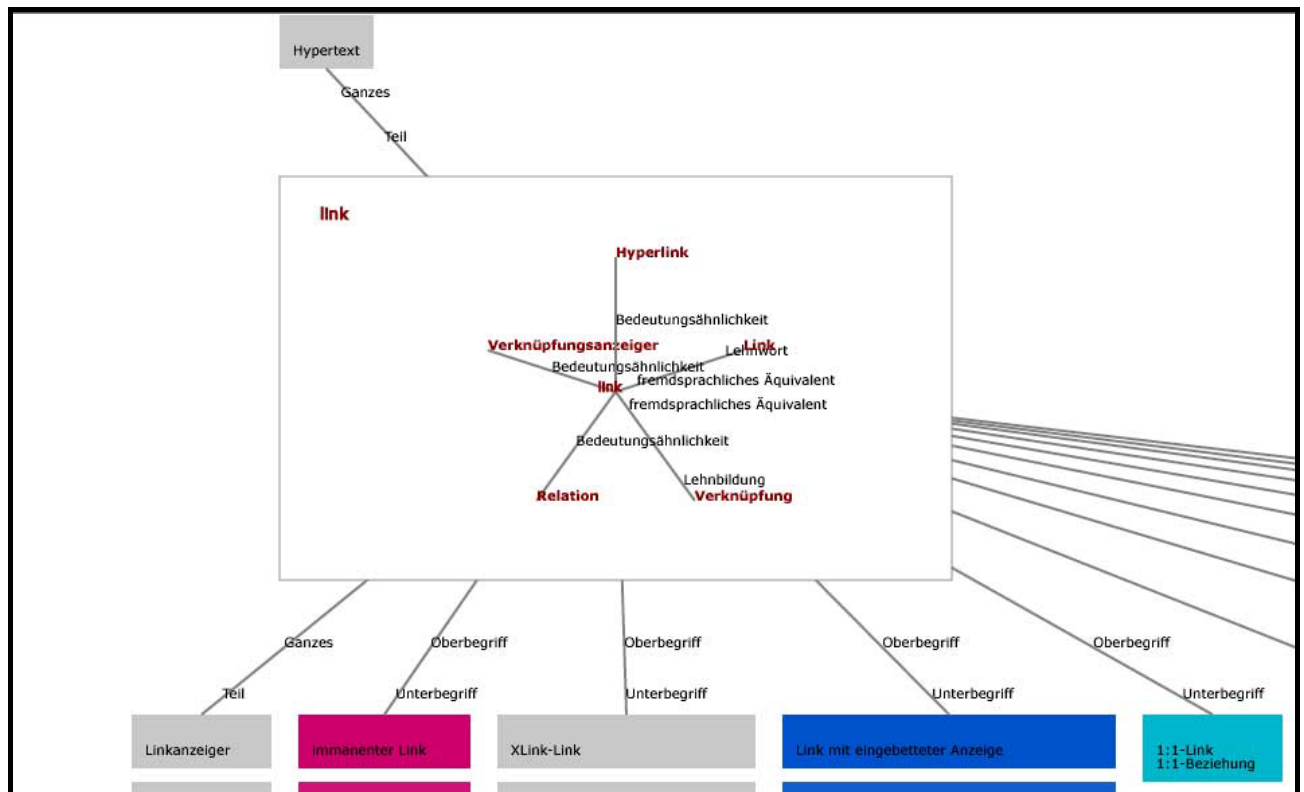 Hypertext
Ganzes
Teil
link
Hyperlink
Bedeutungsähnlichkeit
Verknüpfungsanzeiger
Link
Lehnwort
Bedeutungsähnlichkeit
fremdsprachliches Äquivalent
link
fremdsprachliches Äquivalent
Bedeutungsähnlichkeit
Lehnbildung
Relation
Verknüpfung
Ganzes
Oberbegriff
Oberbegriff
Oberbegriff
Oberbegriff
Teil
Unterbegriff
Unterbegriff
Unterbegriff
Unterbegriff
Linkanzeiger
immanenter Link
XLink-Link
Link mit eingebetteter Anzeige
1:1-Link
1:1-Beziehung